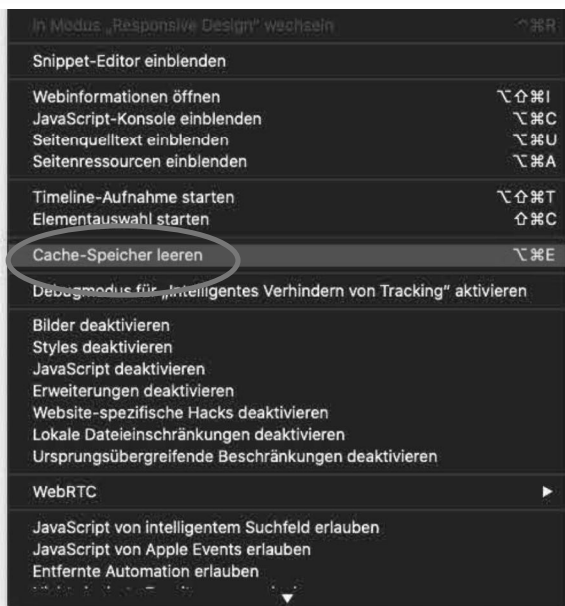 In Modus „Responsive Design“ wechseln ^⌘R
Snippet-Editor einblenden
Webinformationen öffnen ⌥⇧⌘I
JavaScript-Konsole einblenden ⌥⌘C
Seitenquelltext einblenden ⌥⌘U
Seitenressourcen einblenden ⌥⌘A
Timeline-Aufnahme starten ⌥⇧⌘T
Elementauswahl starten ⇧⌘C
Cache-Speicher leeren ⌥⌘E
Debugmodus für „Intelligentes Verhindern von Tracking“ aktivieren
Bilder deaktivieren
Styles deaktivieren
JavaScript deaktivieren
Erweiterungen deaktivieren
Website-spezifische Hacks deaktivieren
Lokale Dateieinschränkungen deaktivieren
Ursprungsübergreifende Beschränkungen deaktivieren
WebRTC
JavaScript von intelligentem Suchfeld erlauben
JavaScript von Apple Events erlauben
Entfernte Automation erlauben